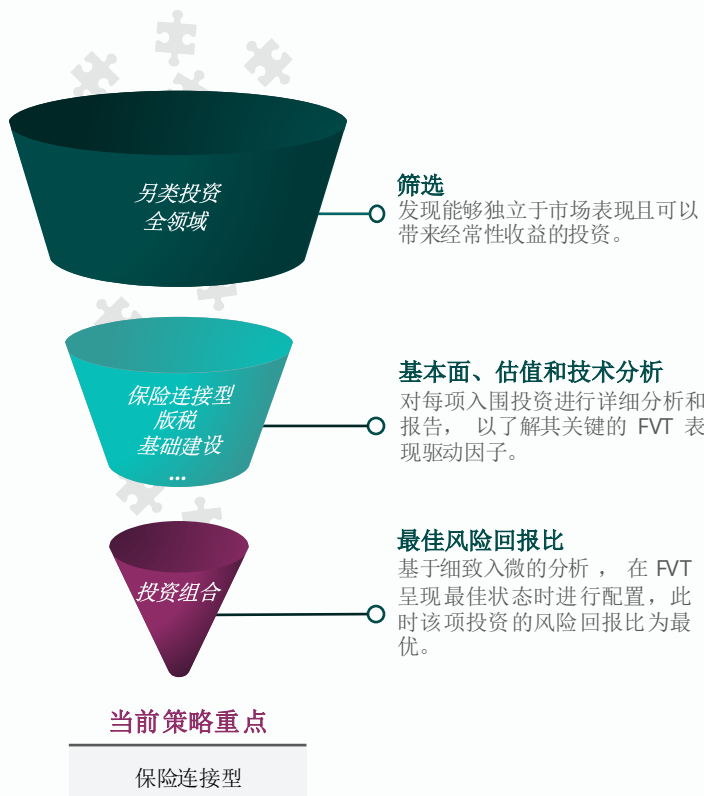 另类投资
全领域
筛选
发现能够独立于市场表现且可以
带来经常性收益的投资。
保险连接型
版税
基础建设
...
基本面、估值和技术分析
对每项入围投资进行详细分析和
报告， 以了解其关键的 FVT 表
现驱动因子。
投资组合
最佳风险回报比
基于细致入微的分析 ， 在 FVT
呈现最佳状态时进行配置，此
时该项投资的风险回报比为最
优。
当前策略重点
保险连接型